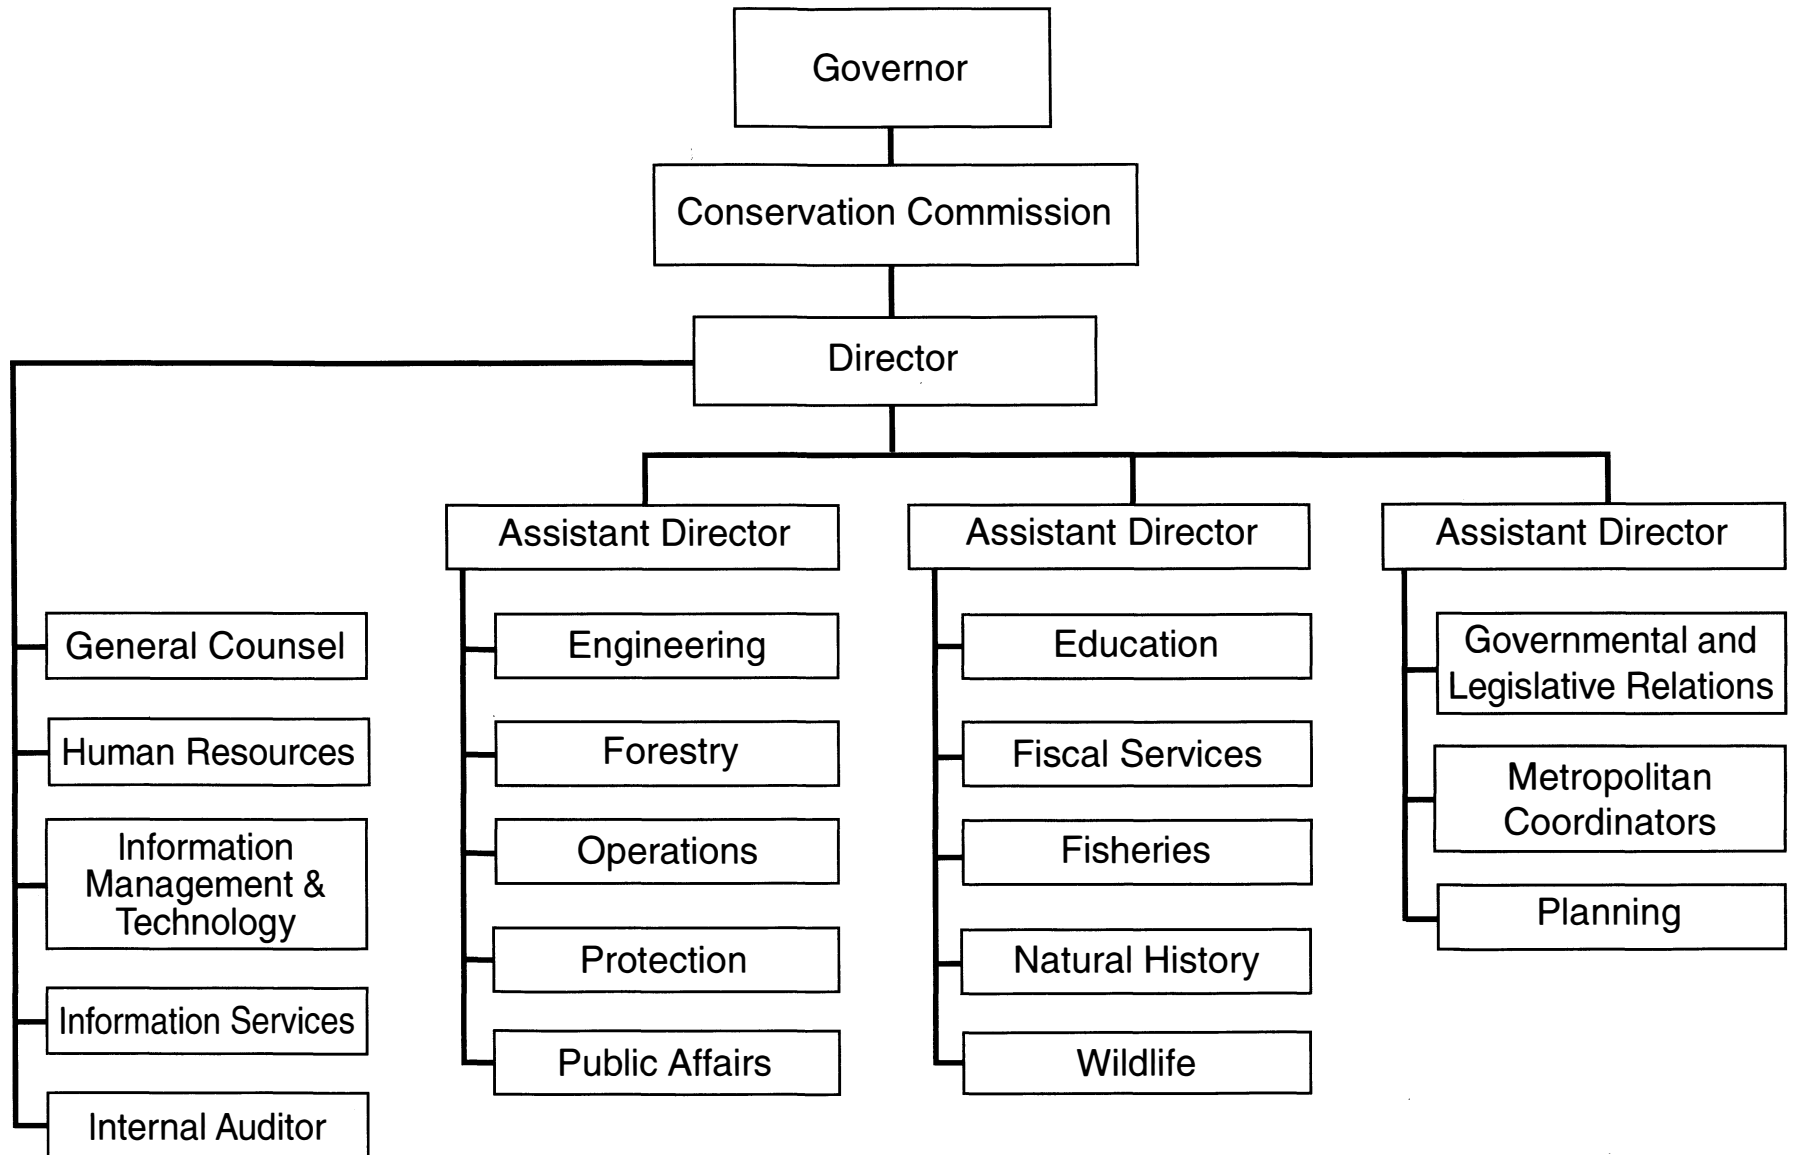 Governor
Conservation Commission
Director
Assistant Director
Assistant Director
Assistant Director
General Counsel
Human Resources
Information
Management &
Technology
Information Services
Internal Auditor
Engineering
Forestry
Operations
Protection
Public Affairs
Education
Fiscal Services
Fisheries
Natural History
Wildlife
Governmental and
Legislative Relations
Metropolitan
Coordinators
Planning